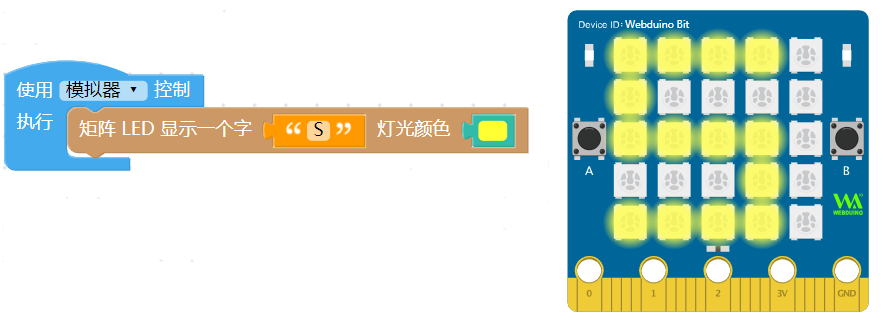 使用 模拟器 控制
执行
矩阵 LED 显示一个字 “ S ” 灯光颜色
Device ID: Webduino Bit
A
B
WEBDUINO
0 1 2 3V GND